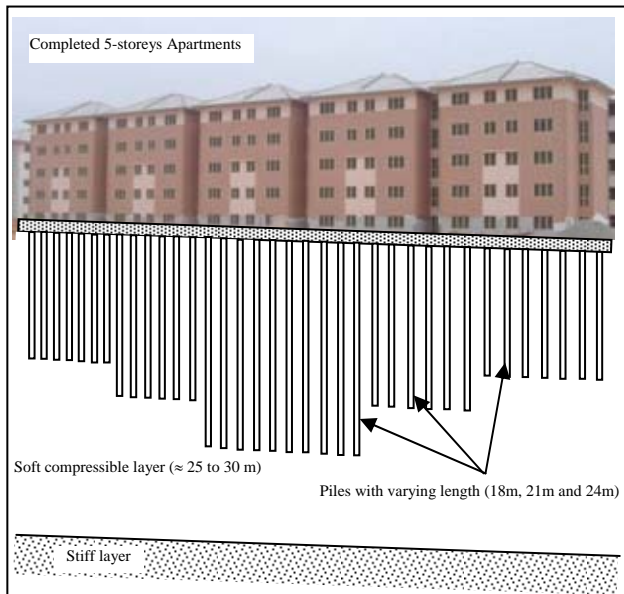 Completed 5-storeys Apartments
Soft compressible layer (≈ 25 to 30 m)
Piles with varying length (18m, 21m and 24m)
Stiff layer